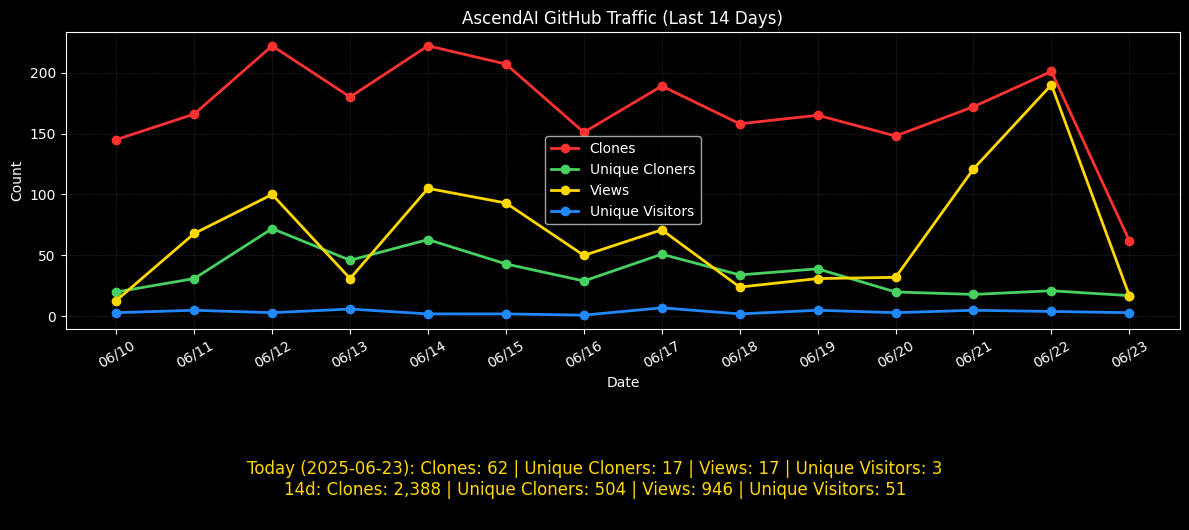 AscendAI GitHub Traffic (Last 14 Days)
Count
200
150
100
50
0
Clones
Unique Cloners
Views
Unique Visitors
06/10 06/11 06/12 06/13 06/14 06/15 06/16 06/17 06/18 06/19 06/20 06/21 06/22 06/23
Date
Today (2025-06-23): Clones: 62 | Unique Cloners: 17 | Views: 17 | Unique Visitors: 3
14d: Clones: 2,388 | Unique Cloners: 504 | Views: 946 | Unique Visitors: 51